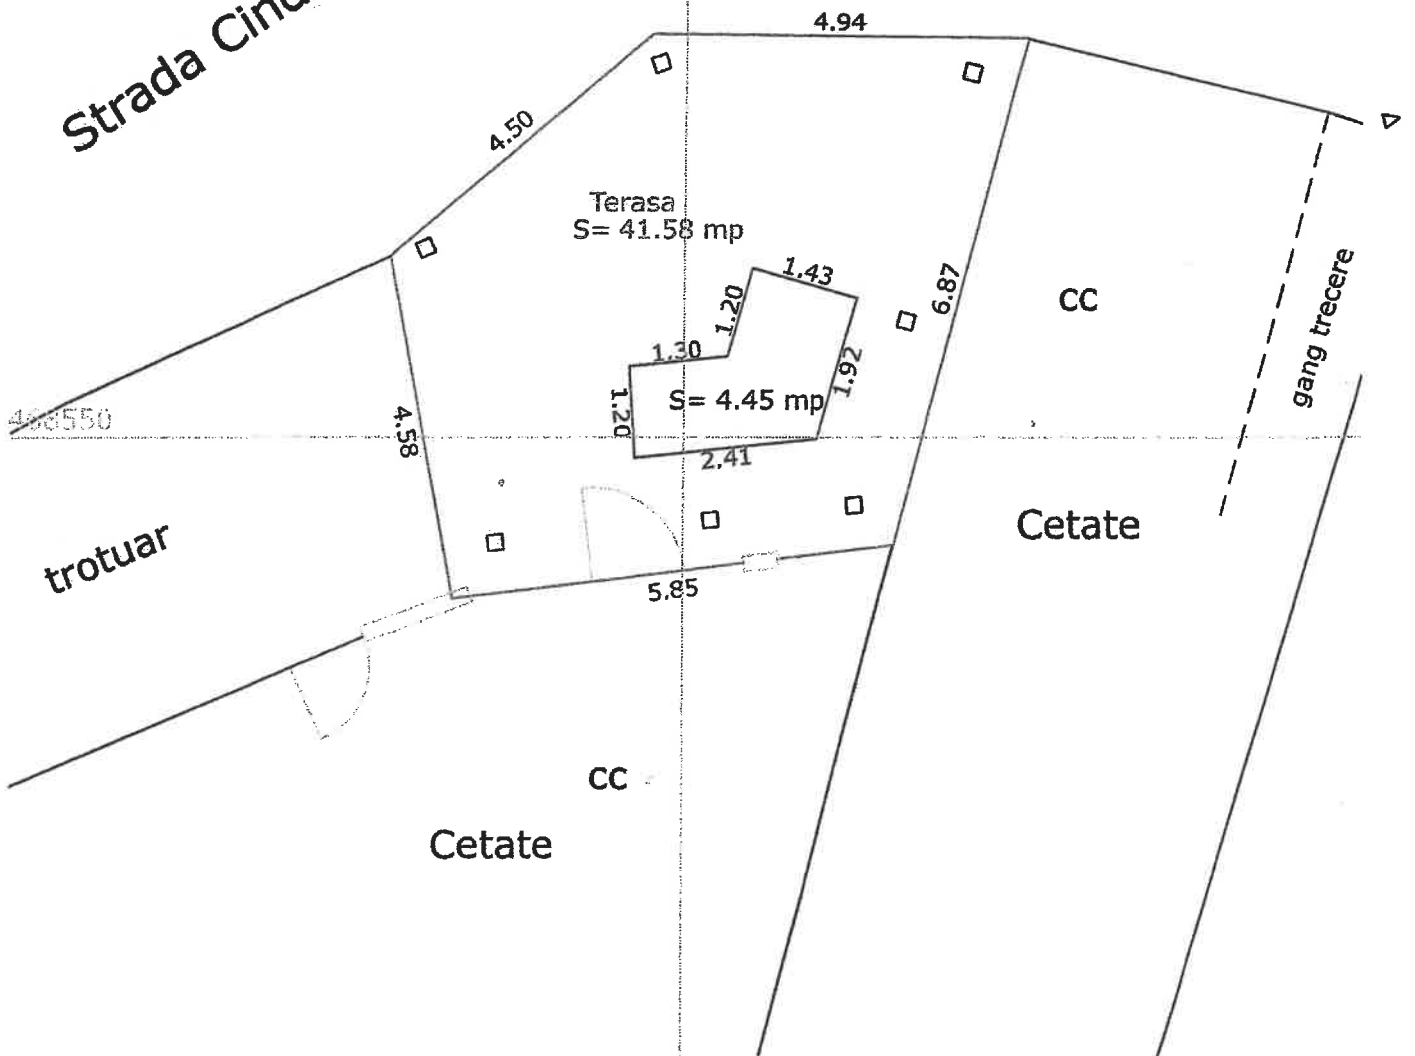 Strada
4.94
4.50
Terasa
S= 41.58 mp
1.43
1.20
6.87
cc
gang trecere
1.30
1.92
1.20
S= 4.45 mp
468550
4.58
2.41
Cetate
trotuar
5.85
cc
Cetate